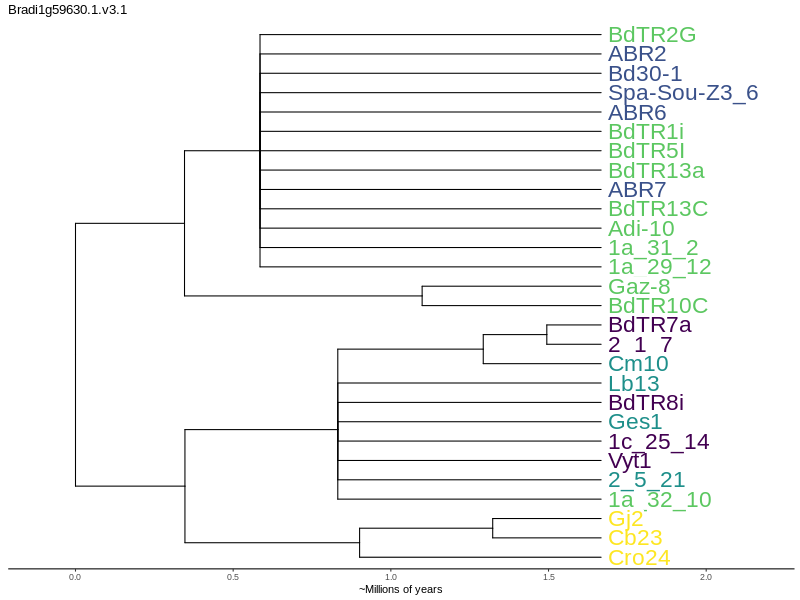 Bradi1g59630.1.v3.1
BdTR2G
ABR2
Bd30-1
Spa-Sou-Z3_6
ABR6
BdTR1i
BdTR5I
BdTR13a
ABR7
BdTR13C
Adi-10
1a_31_2
1a_29_12
Gaz-8
BdTR10C
BdTR7a
2_1_7
Cm10
Lb13
BdTR8i
Ges1
1c_25_14
Vyt1
2_5_21
1a_32_10
Gj2
Cb23
Cro24
0.0 0.5 1.0 1.5 2.0
~Millions of years